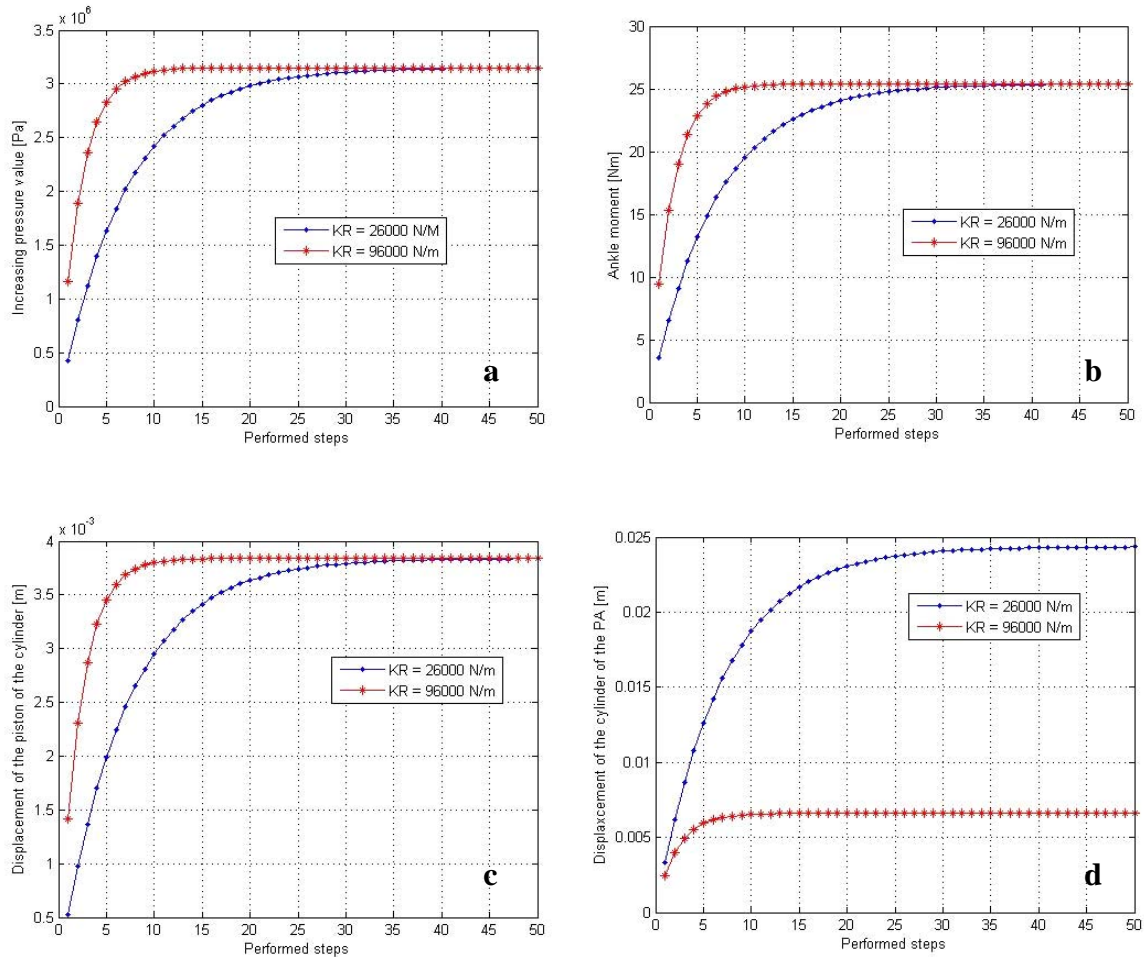 x 10^6
3.5
3
2.5
2
1.5
1
0.5
0
Increasing pressure value [Pa]
KR = 26000 N/M
KR = 96000 N/m
a
0 5 10 15 20 25 30 35 40 45 50
Performed steps
30
25
20
15
10
5
0
Ankle moment [Nm]
KR = 26000 N/m
KR = 96000 N/m
b
0 5 10 15 20 25 30 35 40 45 50
Performed steps
x 10^-3
4
3.5
3
2.5
2
1.5
1
0.5
Displacement of the piston of the cylinder [m]
KR = 26000 N/m
KR = 96000 N/m
c
0 5 10 15 20 25 30 35 40 45 50
Performed steps
0.025
0.02
0.015
0.01
0.005
0
Displaxcement of the cylinder of the PA [m]
KR = 26000 N/m
KR = 96000 N/m
d
0 5 10 15 20 25 30 35 40 45 50
Performed steps